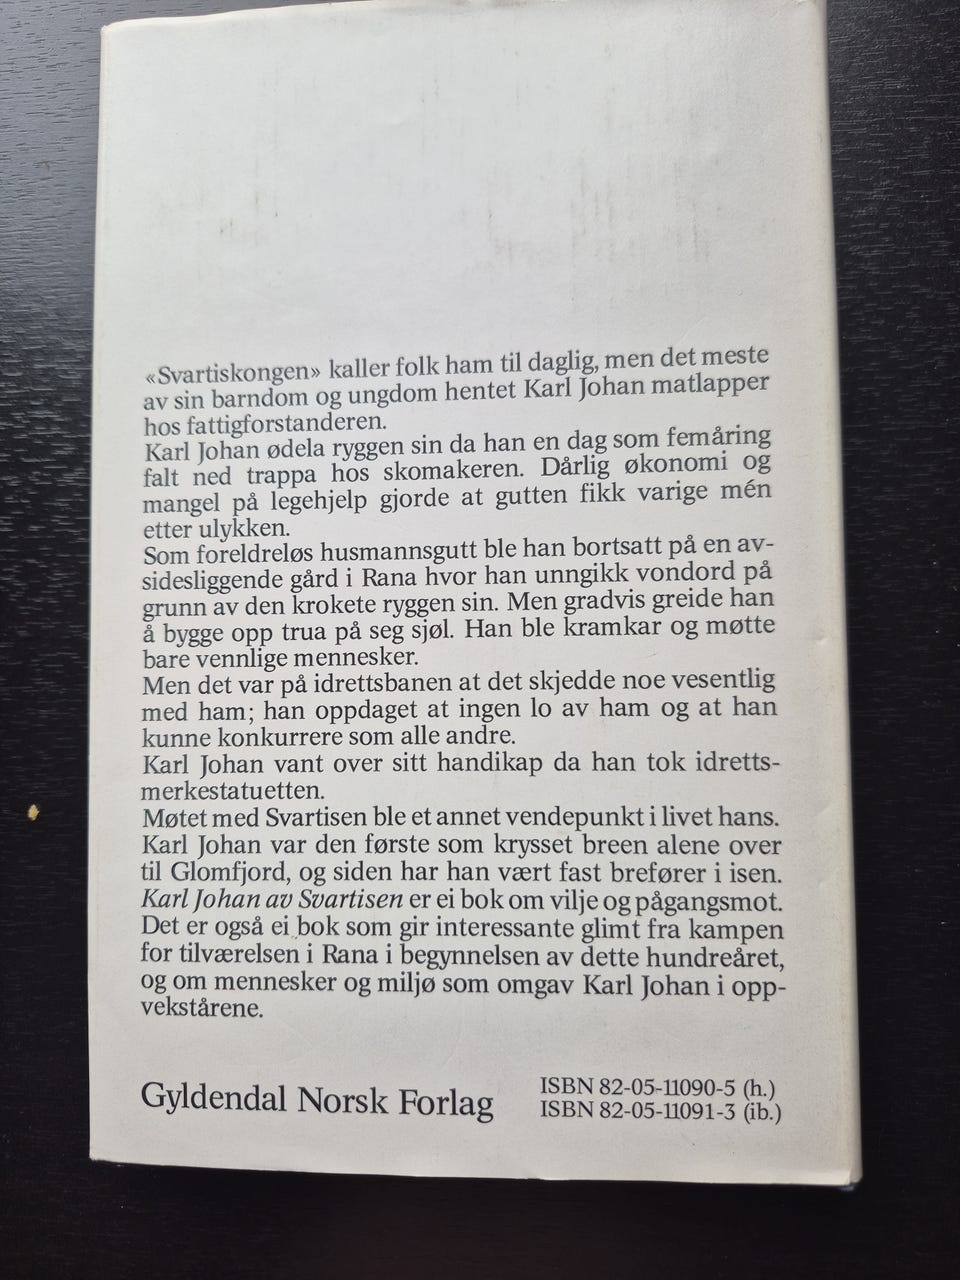 «Svartiskongen» kaller folk ham til daglig, men det meste
av sin barndom og ungdom hentet Karl Johan matlapper
hos fattigforstanderen.
Karl Johan ødela ryggen sin da han en dag som femåring
falt ned trappa hos skomakeren. Dårlig økonomi og
mangel på legehjelp gjorde at gutten fikk varige mén
etter ulykken.
Som foreldreløs husmannsgutt ble han bortsatt på en av-
sidesliggende gård i Rana hvor han unngikk vondord på
grunn av den krokete ryggen sin. Men gradvis greide han
å bygge opp trua på seg sjøl. Han ble kramkar og møtte
bare vennlige mennesker.
Men det var på idrettsbanen at det skjedde noe vesentlig
med ham; han oppdaget at ingen lo av ham og at han
kunne konkurrere som alle andre.
Karl Johan vant over sitt handikap da han tok idretts-
merkestatuetten.
Møtet med Svartisen ble et annet vendepunkt i livet hans.
Karl Johan var den første som krysset breen alene over
til Glomfjord, og siden har han vært fast brefører i isen.
Karl Johan av Svartisen er ei bok om vilje og pågangsmot.
Det er også ei bok som gir interessante glimt fra kampen
for tilværelsen i Rana i begynnelsen av dette hundreåret,
og om mennesker og miljø som omgav Karl Johan i opp-
vekstårene.
Gyldendal Norsk Forlag
ISBN 82-05-11090-5 (h.)
ISBN 82-05-11091-3 (ib.)